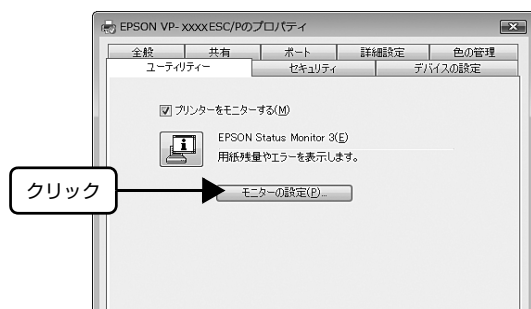 EPSON VP- xxxx ESC/Pのプロパティ
全般 共有 ポート 詳細設定 色の管理
ユーティリティー セキュリティ デバイスの設定
プリンターをモニターする(M)
EPSON Status Monitor 3(E)
用紙残量やエラーを表示します。
クリック
モニターの設定(P)...